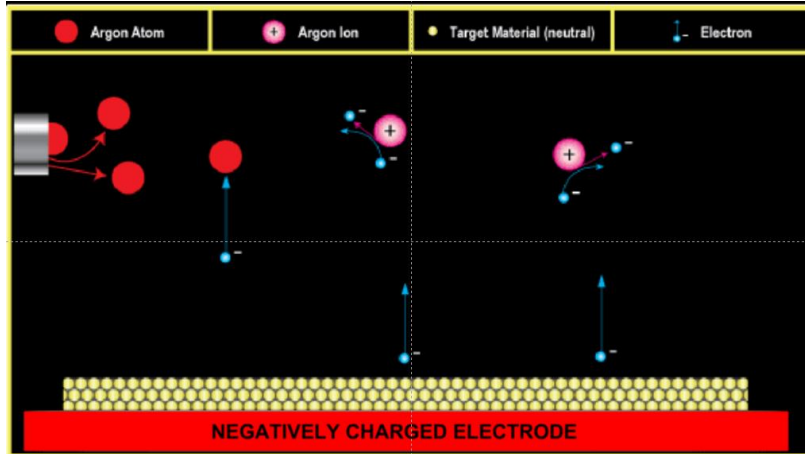 Argon Atom
Argon Ion
Target Material (neutral)
Electron
+
+
NEGATIVELY CHARGED ELECTRODE